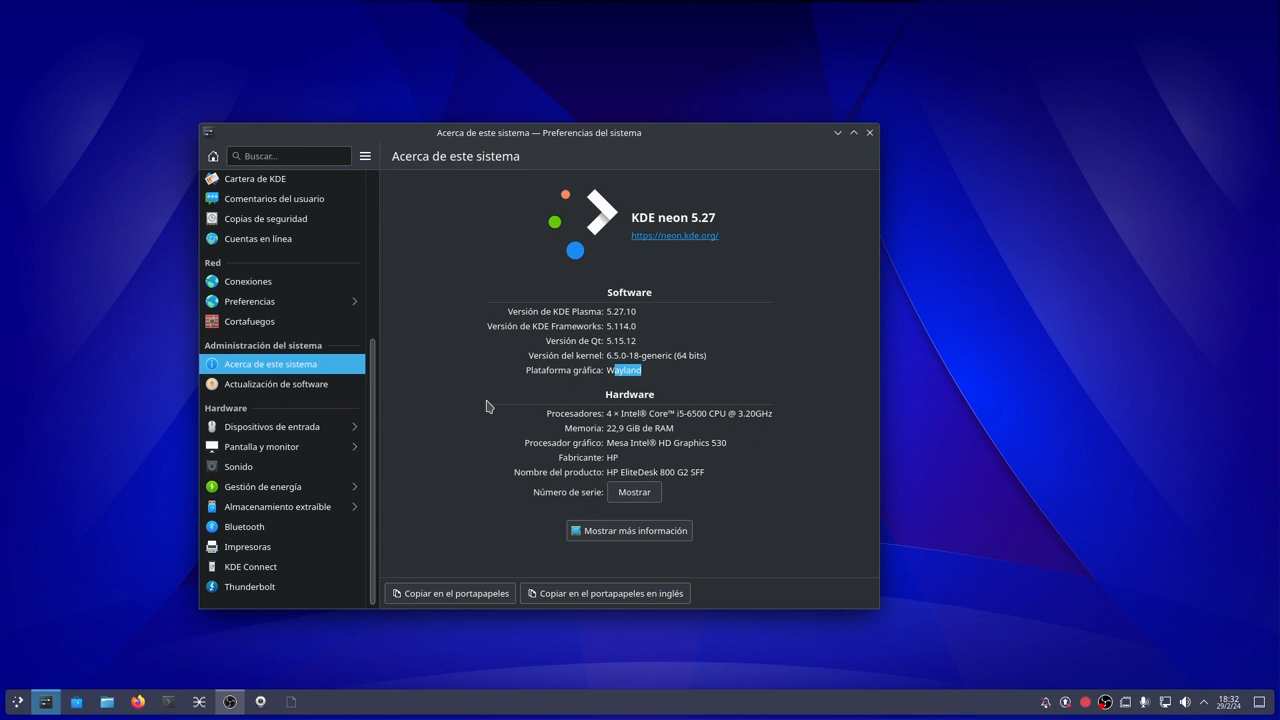 Acerca de este sistema — Preferencias del sistema
Buscar...
Acerca de este sistema
Cartera de KDE
Comentarios del usuario
Copias de seguridad
Cuentas en línea
Red
Conexiones
Preferencias
Cortafuegos
Administración del sistema
Acerca de este sistema
Actualización de software
Hardware
Dispositivos de entrada
Pantalla y monitor
Sonido
Gestión de energía
Almacenamiento extraíble
Bluetooth
Impresoras
KDE Connect
Thunderbolt
KDE neon 5.27
https://neon.kde.org/
Software
Versión de KDE Plasma: 5.27.10
Versión de KDE Frameworks: 5.114.0
Versión de Qt: 5.15.12
Versión del kernel: 6.5.0-18-generic (64 bits)
Plataforma gráfica: Wayland
Hardware
Procesadores: 4 × Intel® Core™ i5-6500 CPU @ 3.20GHz
Memoria: 22,9 GiB de RAM
Procesador gráfico: Mesa Intel® HD Graphics 530
Fabricante: HP
Nombre del producto: HP EliteDesk 800 G2 SFF
Número de serie: Mostrar
Mostrar más información
Copiar en el portapapeles
Copiar en el portapapeles en inglés
18:32
29/2/24